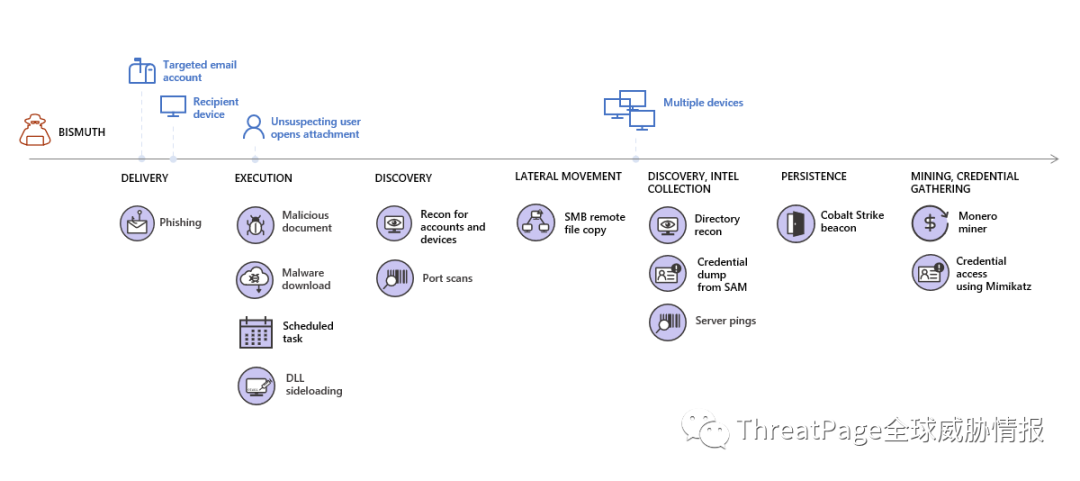 Targeted email
account
Recipient
device
BISMUTH
Unsuspecting user
opens attachment
Multiple devices
DELIVERY
EXECUTION
DISCOVERY
LATERAL MOVEMENT
DISCOVERY, INTEL
COLLECTION
PERSISTENCE
MINING, CREDENTIAL
GATHERING
Phishing
Malicious
document
Malware
download
Scheduled
task
DLL
sideloading
Recon for
accounts and
devices
Port scans
SMB remote
file copy
Directory
recon
Credential
dump
from SAM
Server pings
Cobalt Strike
beacon
Monero
miner
Credential
access
using Mimikatz
ThreatPage全球威胁情报